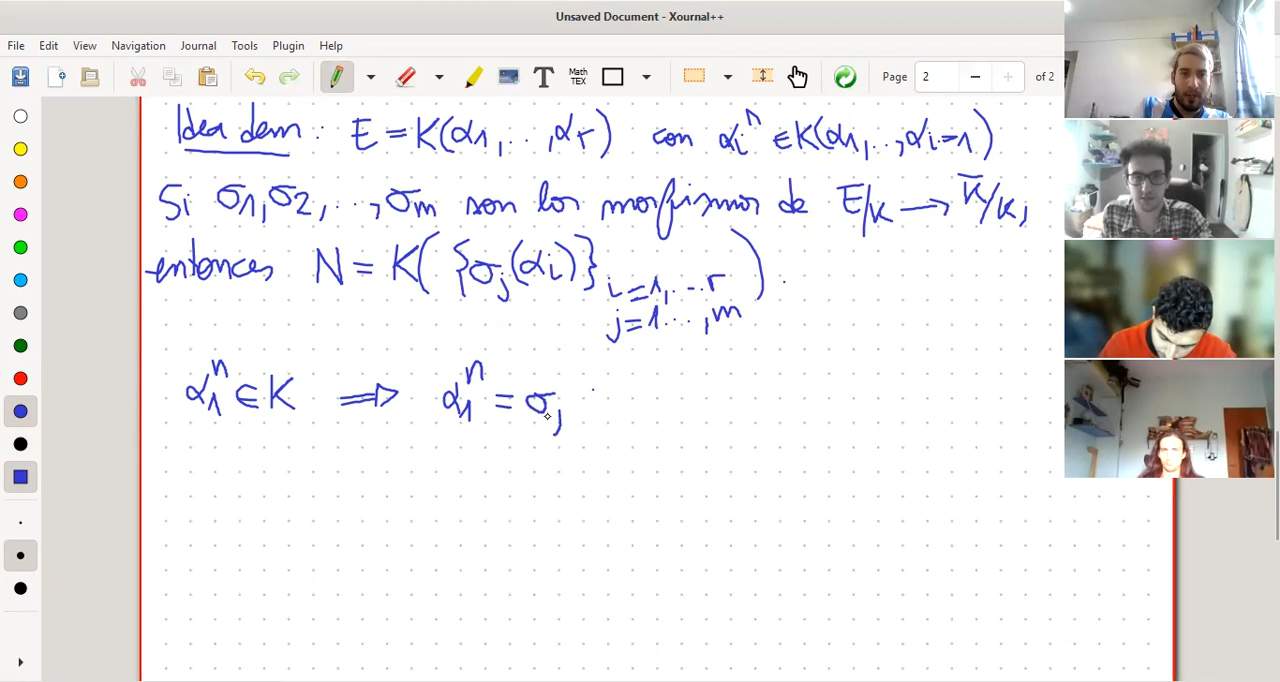 Unsaved Document - Xournal++
File Edit View Navigation Journal Tools Plugin Help
Math TEX Page 2 of 2
Idea dem: E = K(α1,..,αr) con αi^n ∈ K(α1,..,αi=1)
Si σ1,σ2,..,σm son los morfismos de E/K → K̄/K,
entonces N = K({σj(αi)} i=1,..r j=1..,m).
α1^n ∈ K ⟹ α1^n = σj